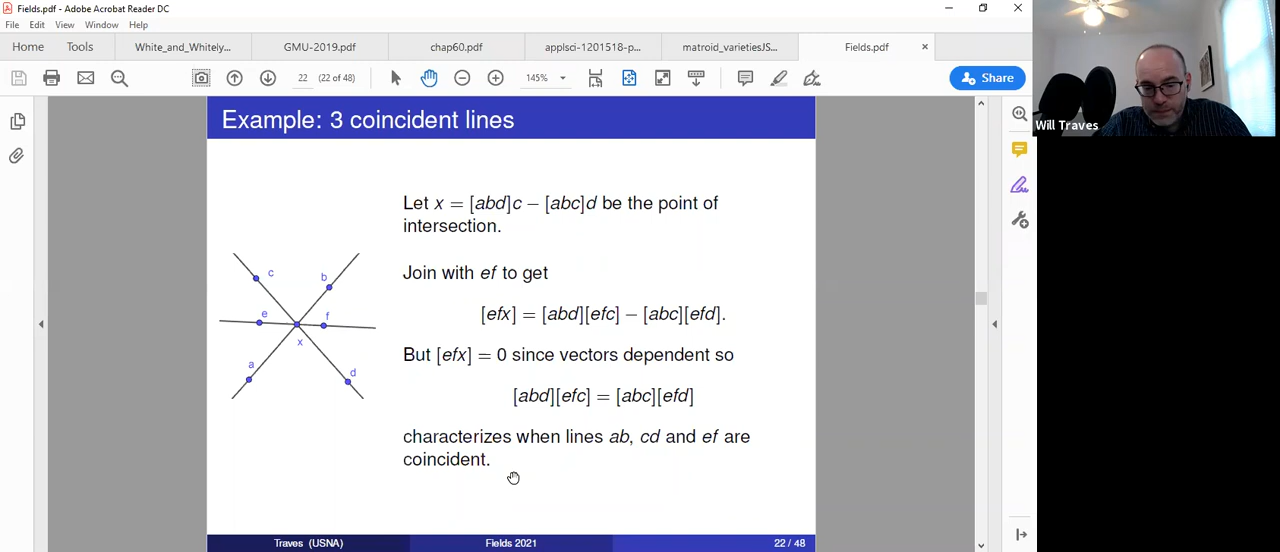 Fields.pdf - Adobe Acrobat Reader DC
File Edit View Window Help
Home Tools White_and_Whitely... GMU-2019.pdf chap60.pdf applsci-1201518-p... matroid_varietiesJS... Fields.pdf ×
22 (22 of 48) 145% Share
Will Traves
Example: 3 coincident lines
Let x = [abd]c − [abc]d be the point of
intersection.
Join with ef to get
[efx] = [abd][efc] − [abc][efd].
But [efx] = 0 since vectors dependent so
[abd][efc] = [abc][efd]
characterizes when lines ab, cd and ef are
coincident.
c b
e f
x
a d
Traves (USNA) Fields 2021 22 / 48